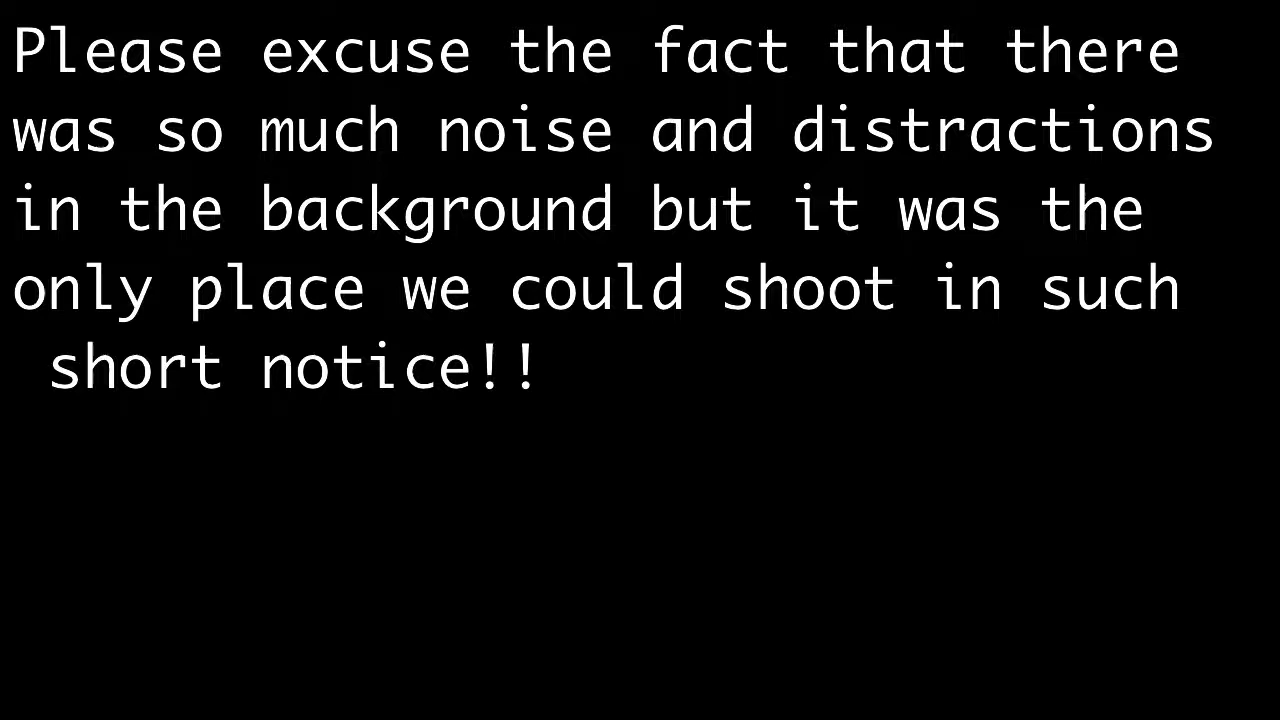 Please excuse the fact that there
was so much noise and distractions
in the background but it was the
only place we could shoot in such
short notice!!